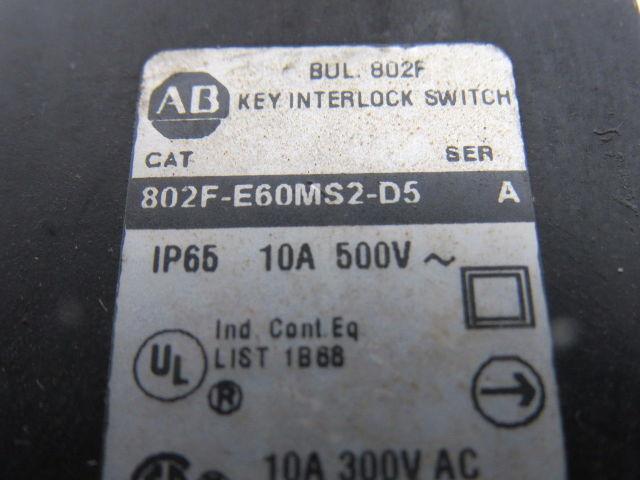 BUL. 802F
AB KEY INTERLOCK SWITCH
CAT SER
802F-E60MS2-D5 A
IP65 10A 500V ~
Ind. Cont. Eq
UL LIST 1B68
®
10A 300V AC